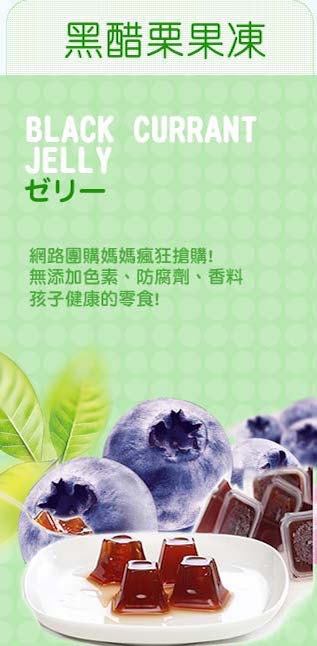 黑醋栗果凍
BLACK CURRANT
JELLY
ゼリー
網路團購媽媽瘋狂搶購!
無添加色素、防腐劑、香料
孩子健康的零食!